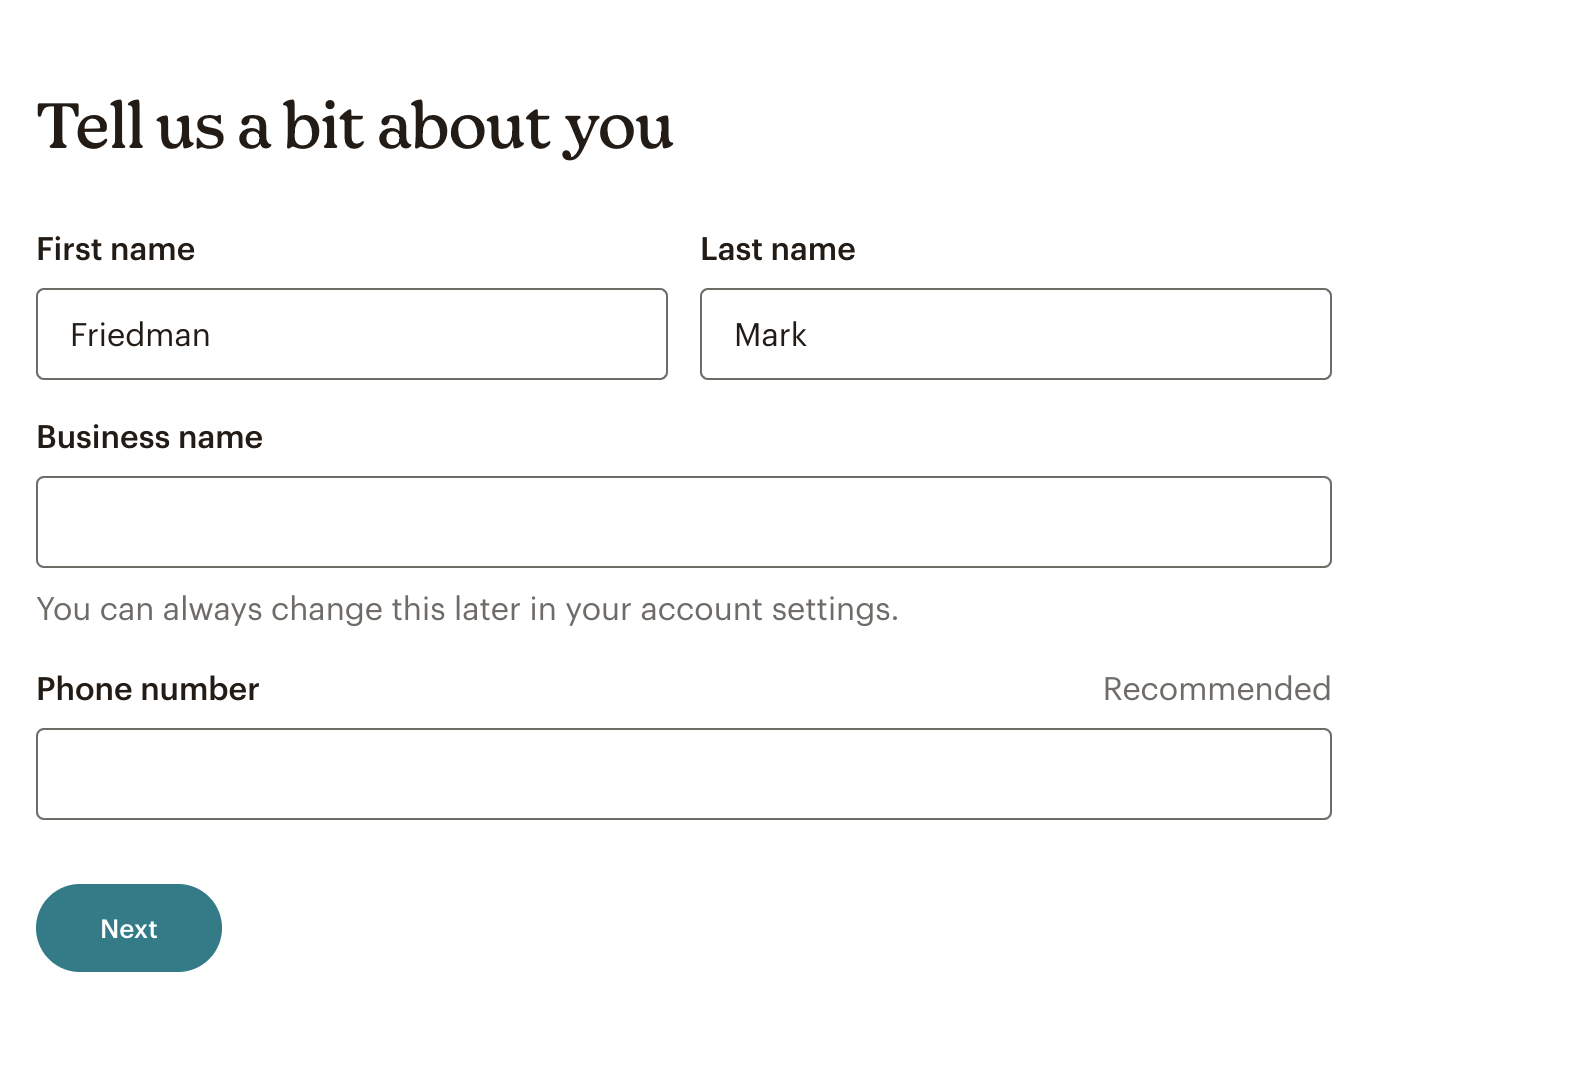 Tell us a bit about you
First name
Last name
Friedman
Mark
Business name
You can always change this later in your account settings.
Phone number
Recommended
Next